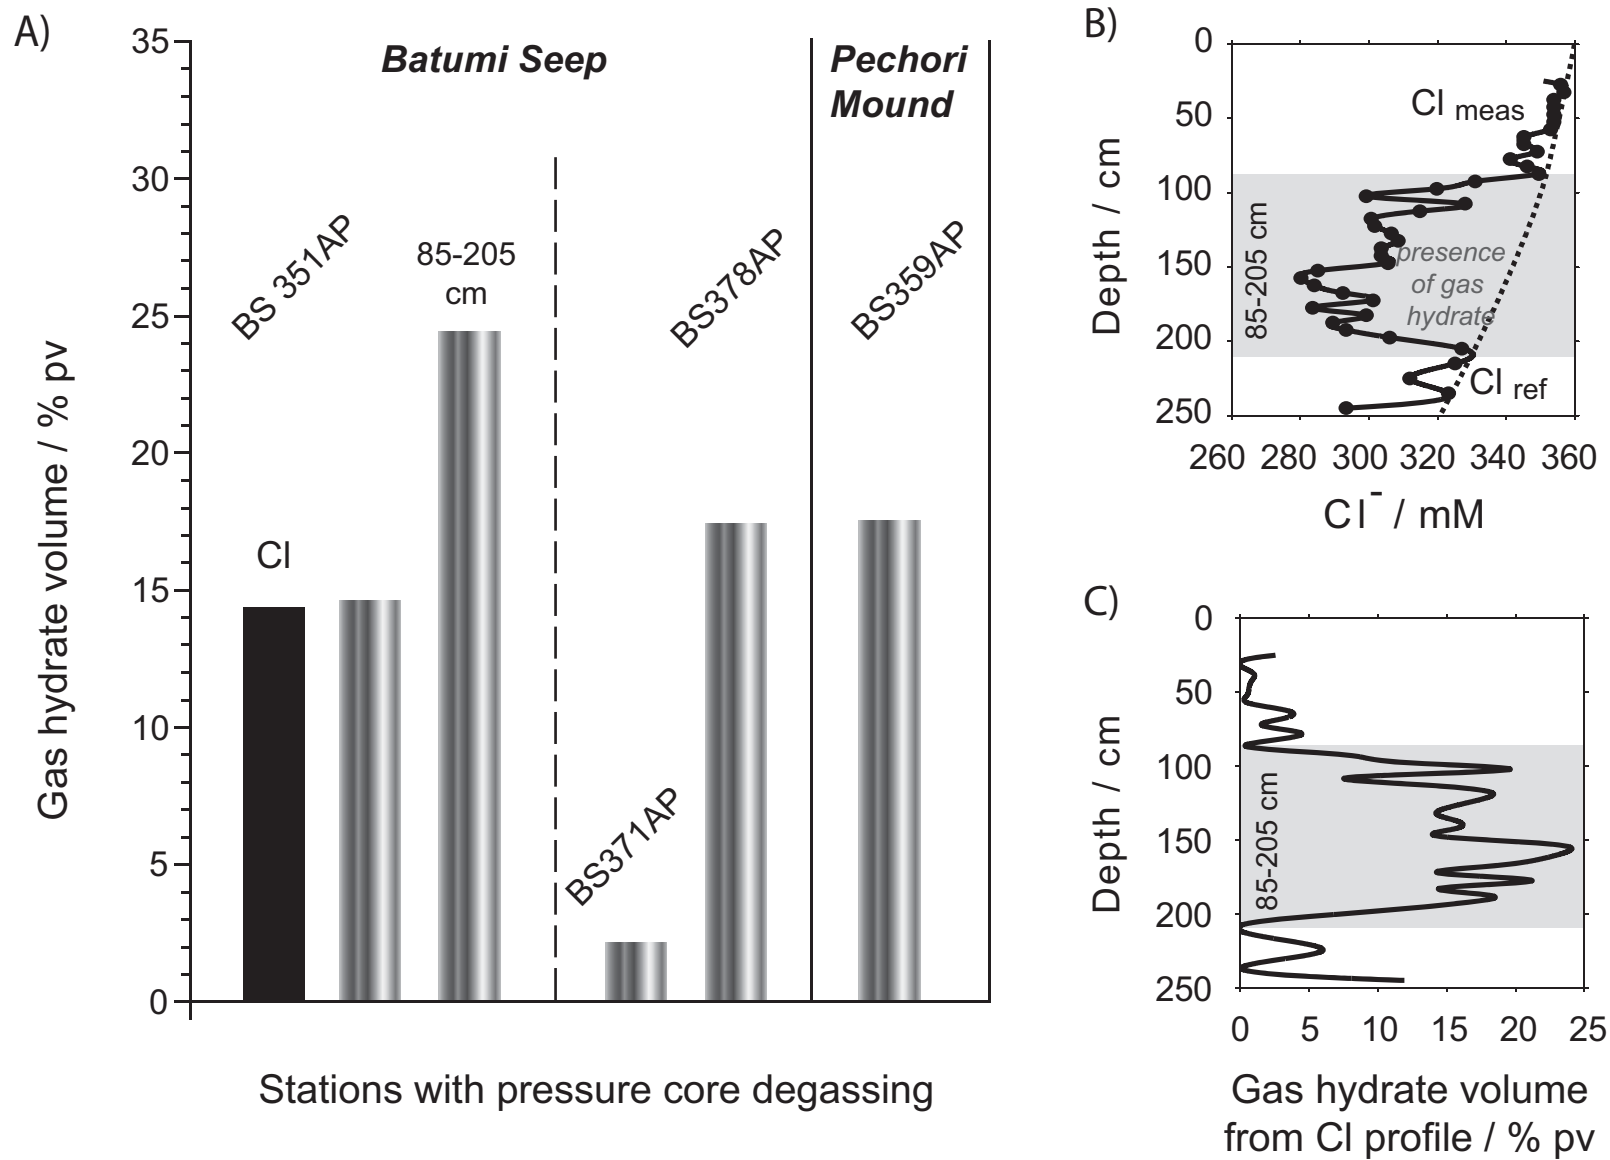 A)
35
30
25
20
15
10
5
0
Gas hydrate volume / % pv
Batumi Seep
Pechori
Mound
BS 351AP
85-205
cm
Cl
BS371AP
BS378AP
BS359AP
Stations with pressure core degassing
B)
0
50
100
150
200
250
Depth / cm
Cl meas
85-205 cm
presence
of gas
hydrate
Cl ref
260 280 300 320 340 360
Cl⁻ / mM
C)
0
50
100
150
200
250
Depth / cm
85-205 cm
0 5 10 15 20 25
Gas hydrate volume
from Cl profile / % pv